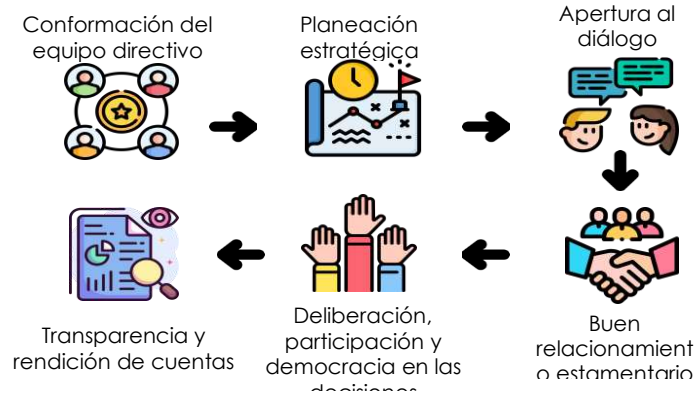 Conformación del
equipo directivo
Planeación
estratégica
Apertura al
diálogo
Buen
relacionamient
o estamentario
Deliberación,
participación y
democracia en las
decisiones
Transparencia y
rendición de cuentas